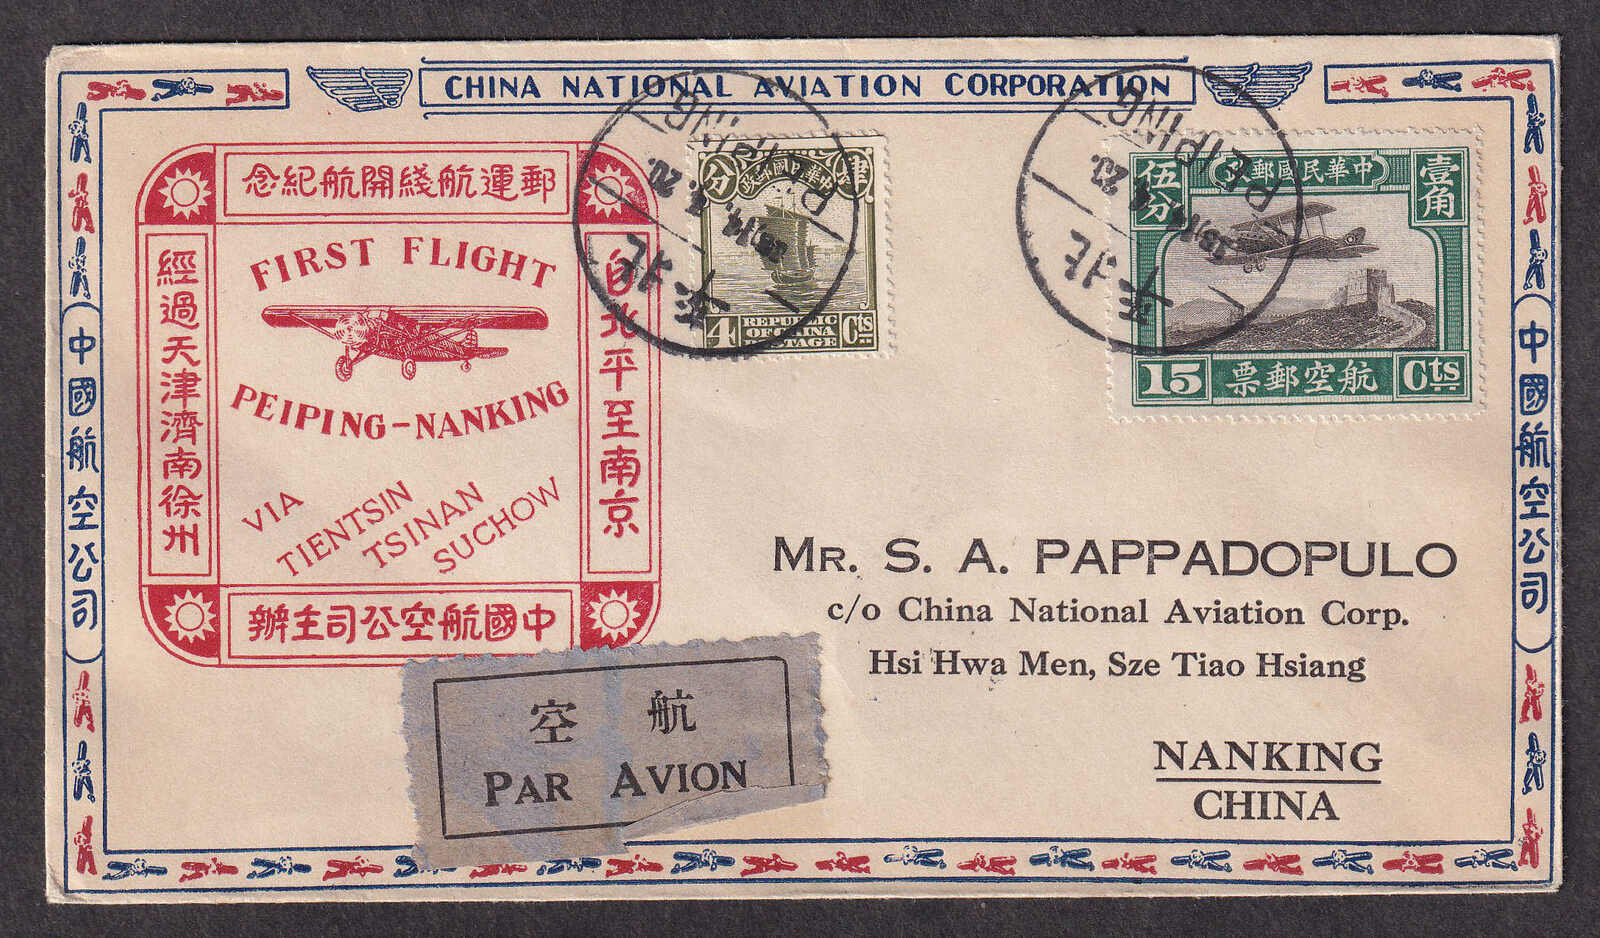 CHINA NATIONAL AVIATION CORPORATION
中國航空公司
中國航空公司
郵運航綫開航紀念
經過天津濟南徐州
自北平至南京
FIRST FLIGHT
PEIPING-NANKING
VIA
TIENTSIN
TSINAN
SUCHOW
中國航空公司主辦
中華民國郵政
肆分
4 Cts
REPUBLIC
OF CHINA
POSTAGE
PEIPING
20.
中華民國郵政
壹角
伍分
航空郵票
15 Cts
PEIPING
20.
MR. S. A. PAPPADOPULO
c/o China National Aviation Corp.
Hsi Hwa Men, Sze Tiao Hsiang
NANKING
CHINA
航空
PAR AVION